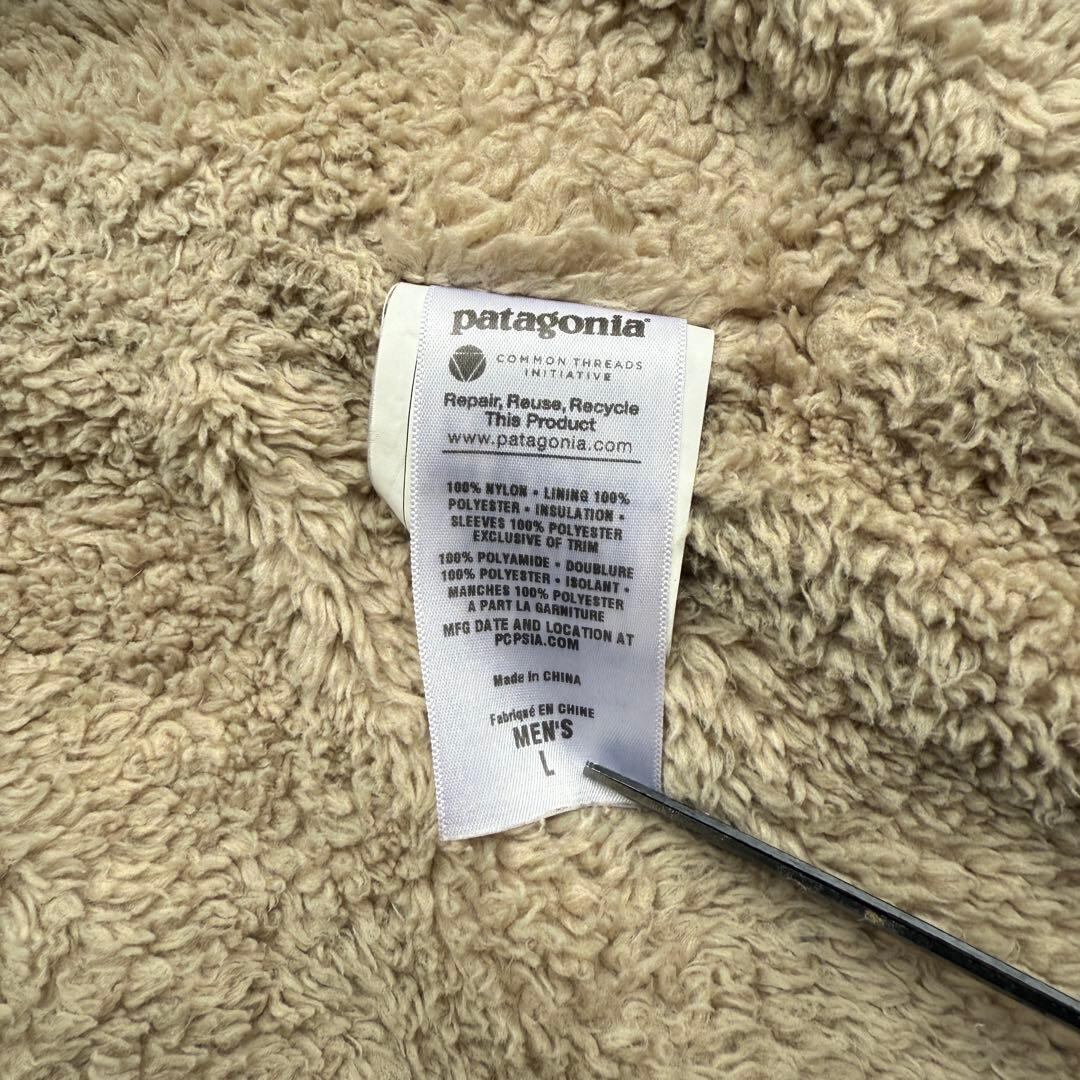 patagonia®
COMMON THREADS
INITIATIVE
Repair, Reuse, Recycle
This Product
www.patagonia.com
100% NYLON • LINING 100%
POLYESTER • INSULATION •
SLEEVES 100% POLYESTER
EXCLUSIVE OF TRIM
100% POLYAMIDE • DOUBLURE
100% POLYESTER • ISOLANT •
MANCHES 100% POLYESTER
A PART LA GARNITURE
MFG DATE AND LOCATION AT
PCPSIA.COM
Made in CHINA
Fabriqué EN CHINE
MEN'S
L